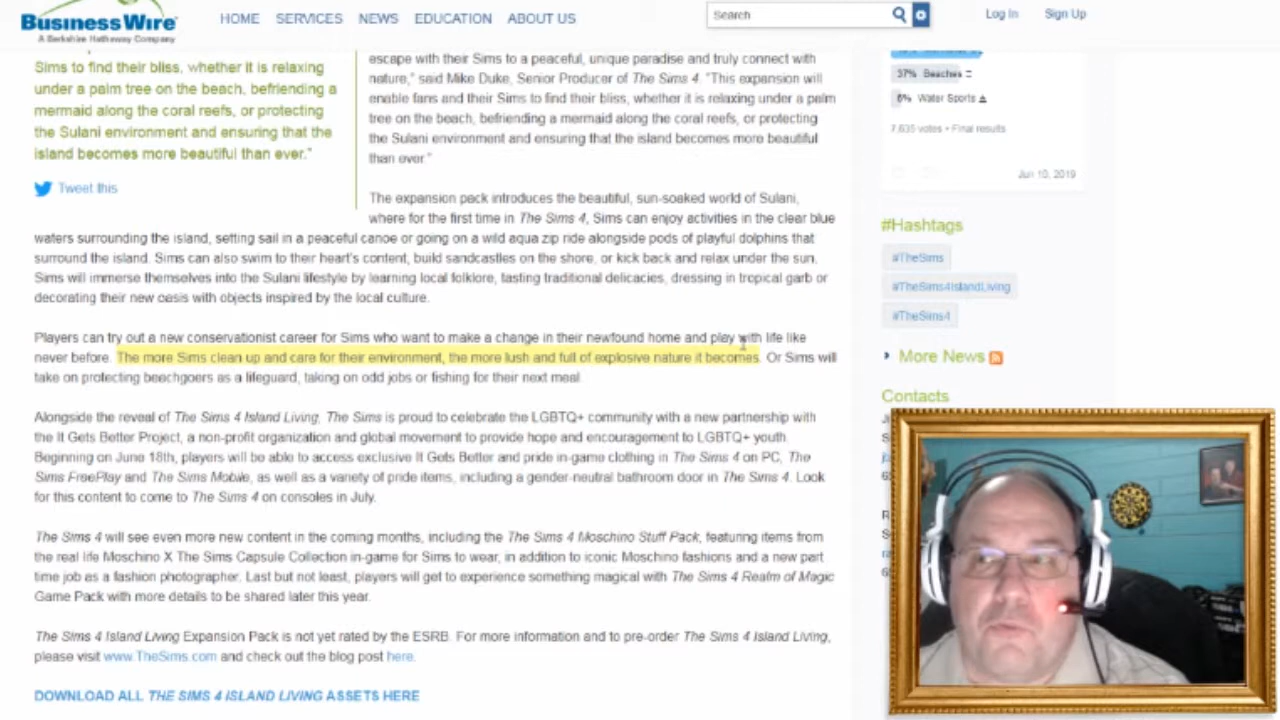 BusinessWire
A Berkshire Hathaway Company
HOME SERVICES NEWS EDUCATION ABOUT US
Search
Log In Sign Up
Sims to find their bliss, whether it is relaxing
under a palm tree on the beach, befriending a
mermaid along the coral reefs, or protecting
the Sulani environment and ensuring that the
island becomes more beautiful than ever."
Tweet this
escape with their Sims to a peaceful, unique paradise and truly connect with
nature," said Mike Duke, Senior Producer of The Sims 4. "This expansion will
enable fans and their Sims to find their bliss, whether it is relaxing under a palm
tree on the beach, befriending a mermaid along the coral reefs, or protecting
the Sulani environment and ensuring that the island becomes more beautiful
than ever."
The expansion pack introduces the beautiful, sun-soaked world of Sulani,
where for the first time in The Sims 4, Sims can enjoy activities in the clear blue
waters surrounding the island, setting sail in a peaceful canoe or going on a wild aqua zip ride alongside pods of playful dolphins that
surround the island. Sims can also swim to their heart's content, build sandcastles on the shore, or kick back and relax under the sun.
Sims will immerse themselves into the Sulani lifestyle by learning local folklore, tasting traditional delicacies, dressing in tropical garb or
decorating their new oasis with objects inspired by the local culture.
Players can try out a new conservationist career for Sims who want to make a change in their newfound home and play with life like
never before. The more Sims clean up and care for their environment, the more lush and full of explosive nature it becomes. Or Sims will
take on protecting beachgoers as a lifeguard, taking on odd jobs or fishing for their next meal.
Alongside the reveal of The Sims 4 Island Living, The Sims is proud to celebrate the LGBTQ+ community with a new partnership with
the It Gets Better Project, a non-profit organization and global movement to provide hope and encouragement to LGBTQ+ youth.
Beginning on June 18th, players will be able to access exclusive It Gets Better and pride in-game clothing in The Sims 4 on PC, The
Sims FreePlay and The Sims Mobile, as well as a variety of pride items, including a gender-neutral bathroom door in The Sims 4. Look
for this content to come to The Sims 4 on consoles in July.
The Sims 4 will see even more new content in the coming months, including the The Sims 4 Moschino Stuff Pack, featuring items from
the real life Moschino X The Sims Capsule Collection in-game for Sims to wear, in addition to iconic Moschino fashions and a new part
time job as a fashion photographer. Last but not least, players will get to experience something magical with The Sims 4 Realm of Magic
Game Pack with more details to be shared later this year.
The Sims 4 Island Living Expansion Pack is not yet rated by the ESRB. For more information and to pre-order The Sims 4 Island Living,
please visit www.TheSims.com and check out the blog post here.
DOWNLOAD ALL THE SIMS 4 ISLAND LIVING ASSETS HERE
37% Beaches
6% Water Sports
7,635 votes • Final results
Jun 10, 2019
#Hashtags
#TheSims
#TheSims4IslandLiving
#TheSims4
More News
Contacts